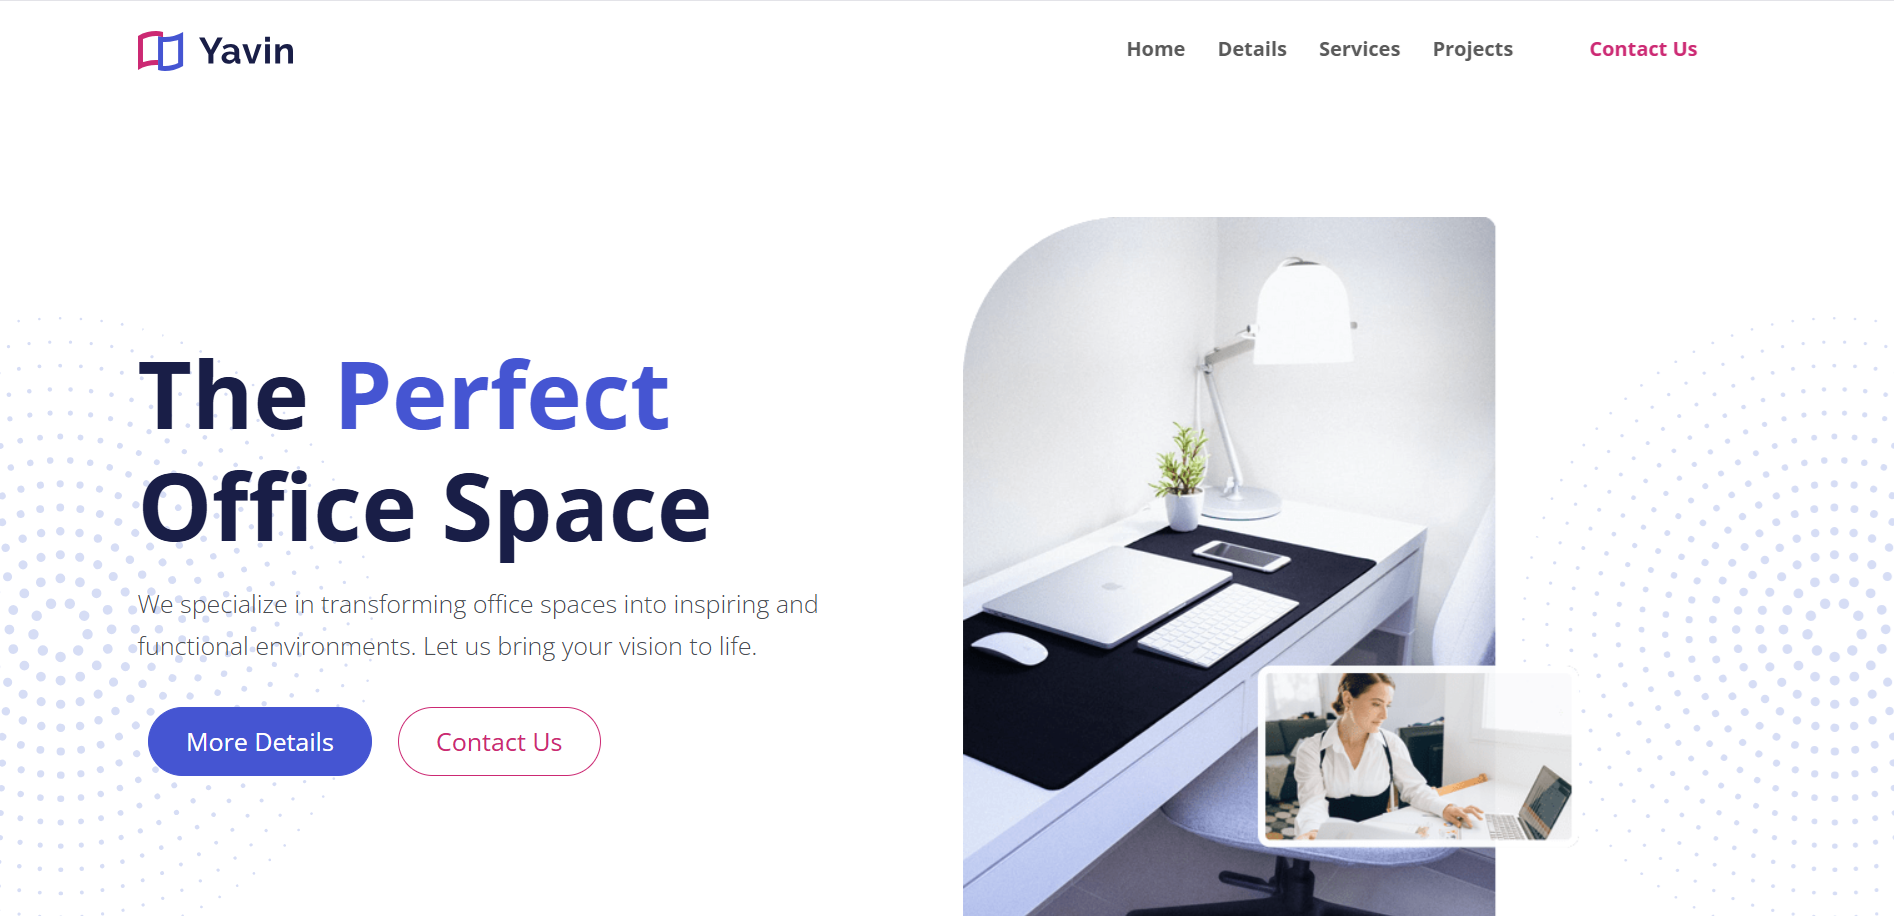 Yavin
Home Details Services Projects Contact Us
The Perfect
Office Space
We specialize in transforming office spaces into inspiring and
functional environments. Let us bring your vision to life.
More Details Contact Us